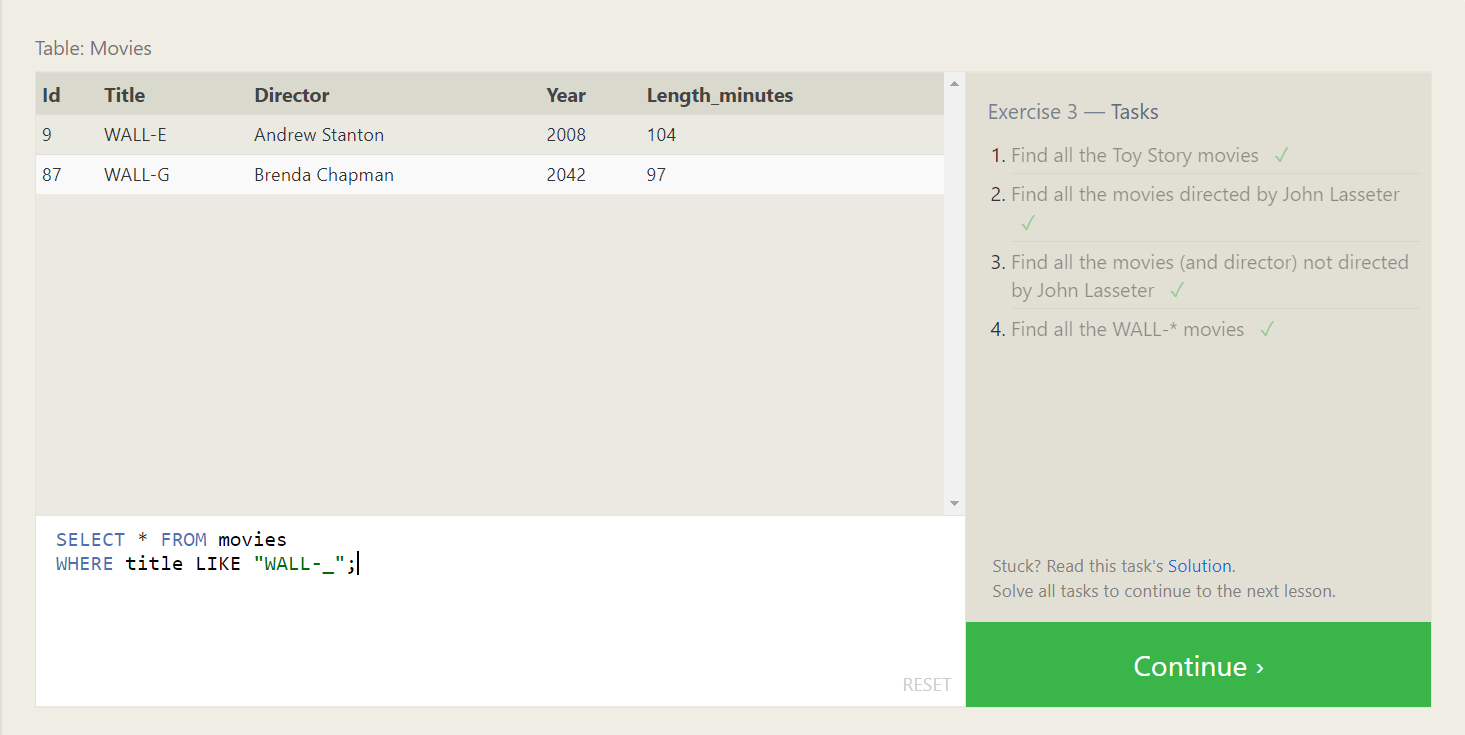 Table: Movies
Id Title Director Year Length_minutes
9 WALL-E Andrew Stanton 2008 104
87 WALL-G Brenda Chapman 2042 97
SELECT * FROM movies
WHERE title LIKE "WALL-_";
RESET
Exercise 3 — Tasks
1. Find all the Toy Story movies ✓
2. Find all the movies directed by John Lasseter
✓
3. Find all the movies (and director) not directed
by John Lasseter ✓
4. Find all the WALL-* movies ✓
Stuck? Read this task's Solution.
Solve all tasks to continue to the next lesson.
Continue ›